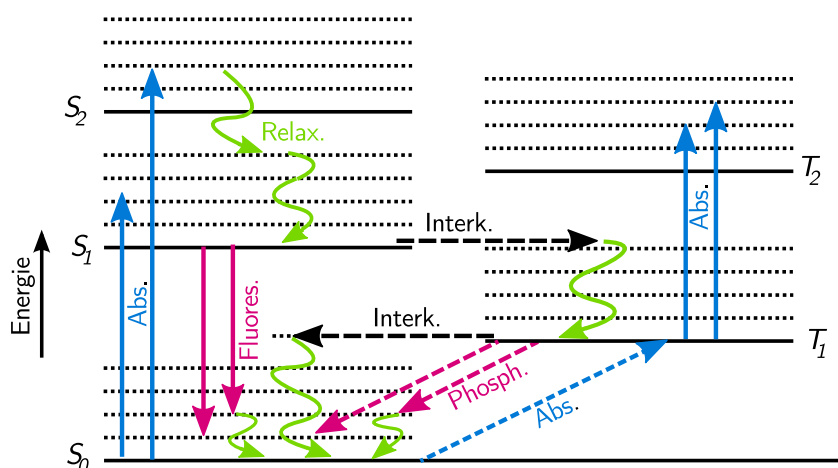 S2
Relax.
T2
Abs.
Interk.
S1
Energie
Abs.
Fluores.
Interk.
T1
Phosph.
Abs.
S0